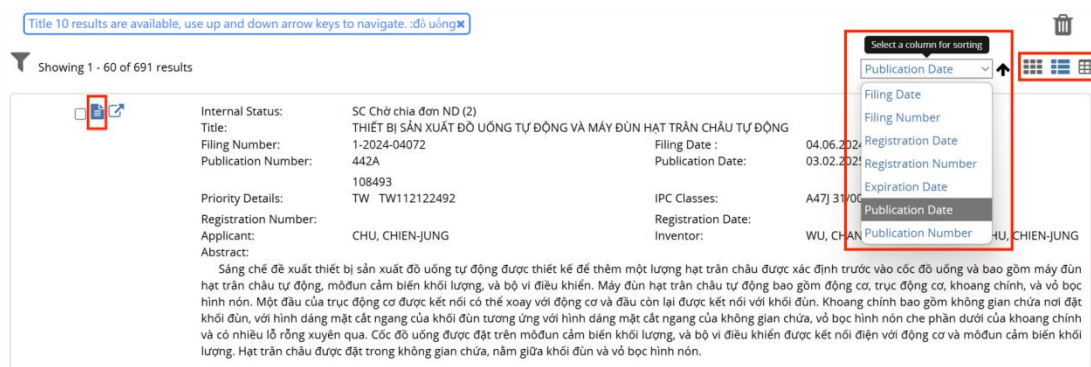 Title 10 results are available, use up and down arrow keys to navigate. :đồ uống✖
Select a column for sorting
Showing 1 - 60 of 691 results
Publication Date
Filing Date
Filing Number
Registration Date
Registration Number
Expiration Date
Publication Date
Publication Number
Internal Status: SC Chờ chia đơn ND (2)
Title: THIẾT BỊ SẢN XUẤT ĐỒ UỐNG TỰ ĐỘNG VÀ MÁY ĐÙN HẠT TRÂN CHÂU TỰ ĐỘNG
Filing Number: 1-2024-04072 Filing Date : 04.06.2024
Publication Number: 442A Publication Date: 03.02.2025
108493
Priority Details: TW TW112122492 IPC Classes: A47J 31/00
Registration Number: Registration Date:
Applicant: CHU, CHIEN-JUNG Inventor: WU, CHIEN-JUNG
Abstract:
Sáng chế đề xuất thiết bị sản xuất đồ uống tự động được thiết kế để thêm một lượng hạt trân châu được xác định trước vào cốc đồ uống và bao gồm máy đùn
hạt trân châu tự động, môđun cảm biến khối lượng, và bộ vi điều khiển. Máy đùn hạt trân châu tự động bao gồm động cơ, trục động cơ, khoang chính, và vỏ bọc
hình nón. Một đầu của trục động cơ được kết nối có thể xoay với động cơ và đầu còn lại được kết nối với khối đùn. Khoang chính bao gồm không gian chứa nơi đặt
khối đùn, với hình dáng mặt cắt ngang của khối đùn tương ứng với hình dáng mặt cắt ngang của không gian chứa, vỏ bọc hình nón che phần dưới của khoang chính
và có nhiều lỗ rỗng xuyên qua. Cốc đồ uống được đặt trên môđun cảm biến khối lượng, và bộ vi điều khiển được kết nối điện với động cơ và môđun cảm biến khối
lượng. Hạt trân châu được đặt trong không gian chứa, nằm giữa khối đùn và vỏ bọc hình nón.